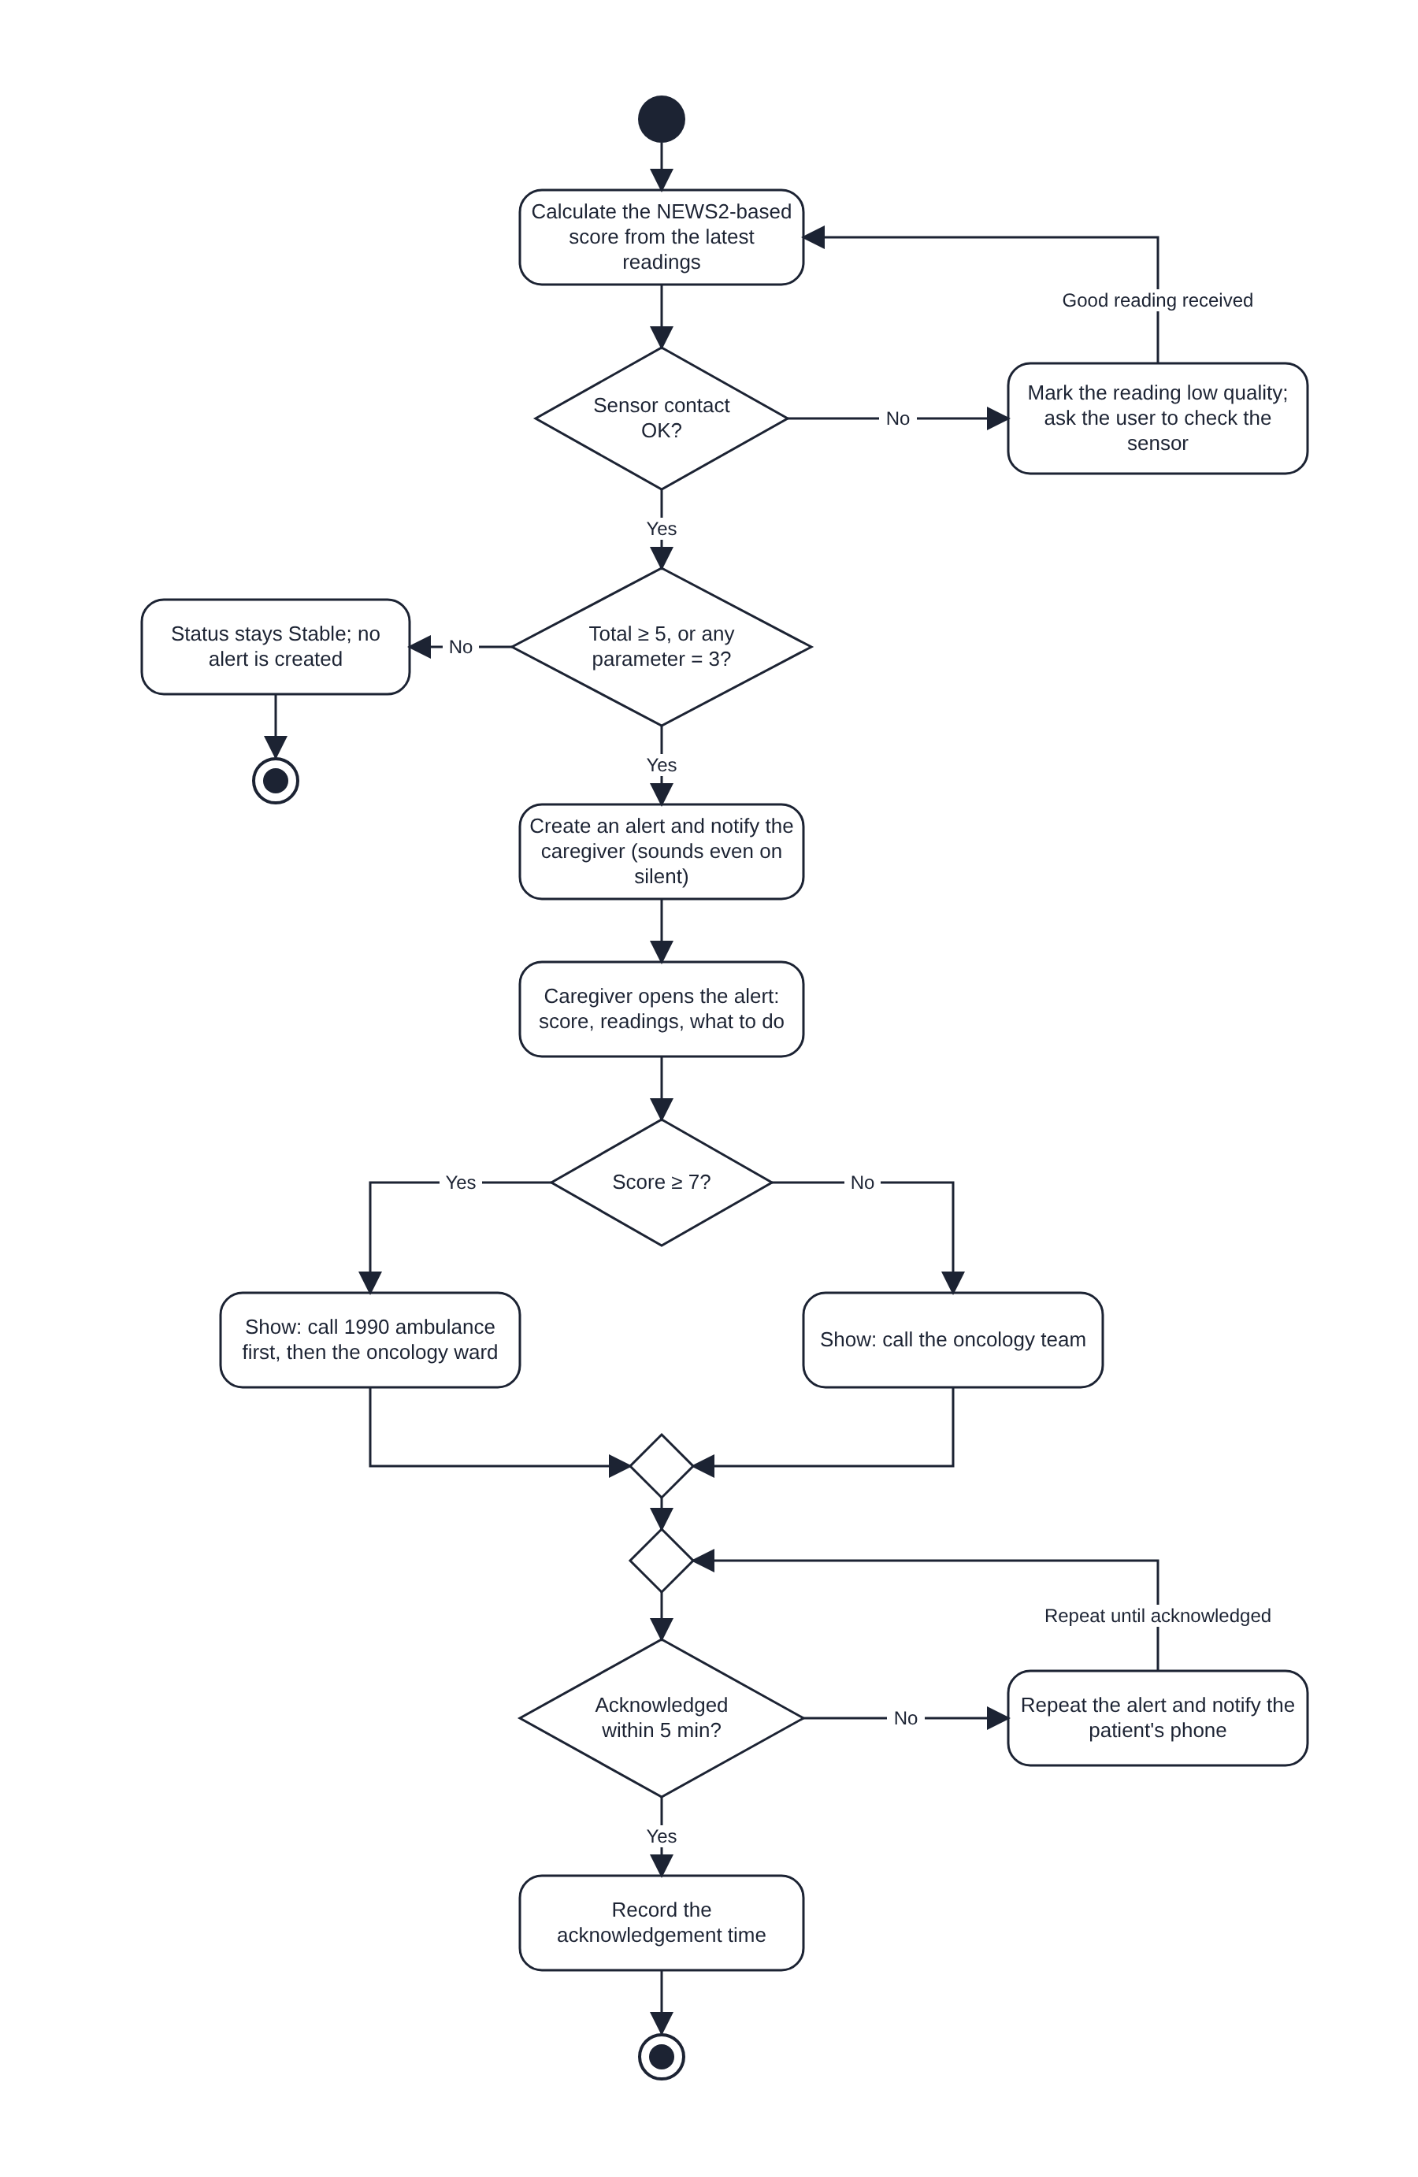 Calculate the NEWS2-based
score from the latest
readings
Good reading received
Sensor contact
OK?
No
Mark the reading low quality;
ask the user to check the
sensor
Yes
Total ≥ 5, or any
parameter = 3?
No
Status stays Stable; no
alert is created
Yes
Create an alert and notify the
caregiver (sounds even on
silent)
Caregiver opens the alert:
score, readings, what to do
Score ≥ 7?
Yes
No
Show: call 1990 ambulance
first, then the oncology ward
Show: call the oncology team
Repeat until acknowledged
Acknowledged
within 5 min?
No
Repeat the alert and notify the
patient's phone
Yes
Record the
acknowledgement time